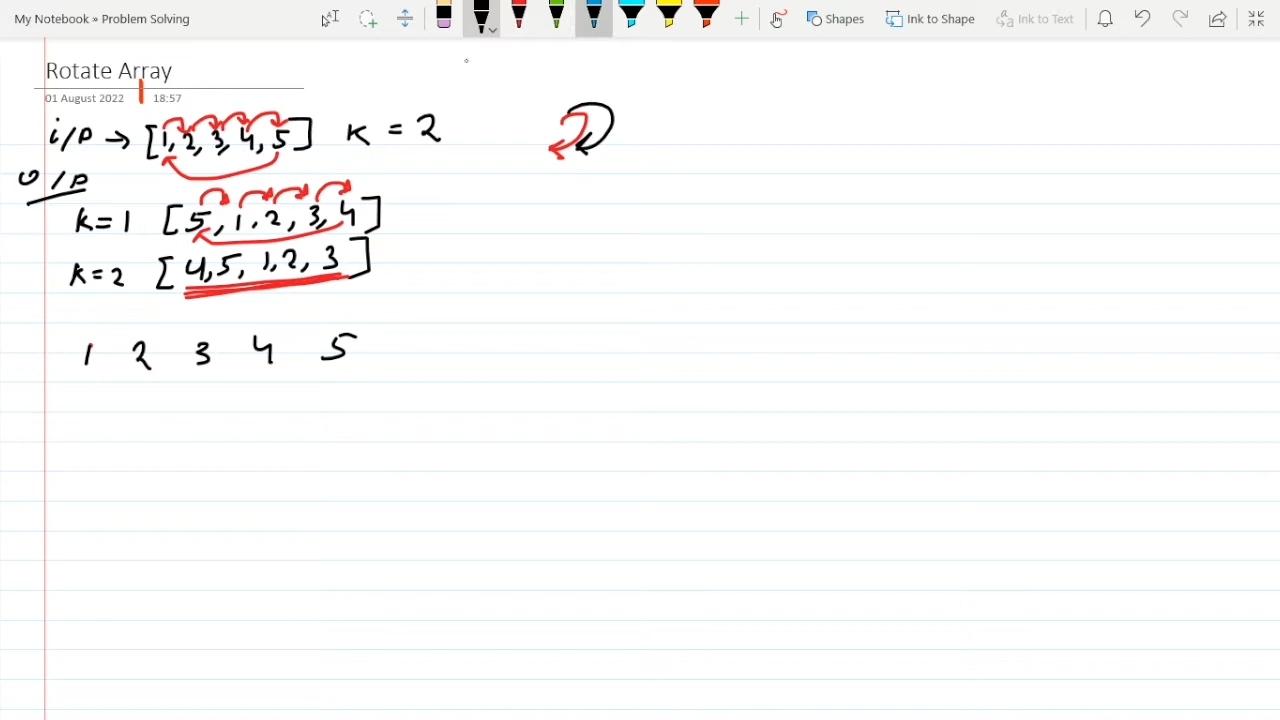 My Notebook » Problem Solving
Shapes
Ink to Shape
Ink to Text
Rotate Array
01 August 2022 18:57
i/p → [1, 2, 3, 4, 5] K = 2
o/p
K = 1 [5, 1, 2, 3, 4]
K = 2 [4, 5, 1, 2, 3]
1 2 3 4 5